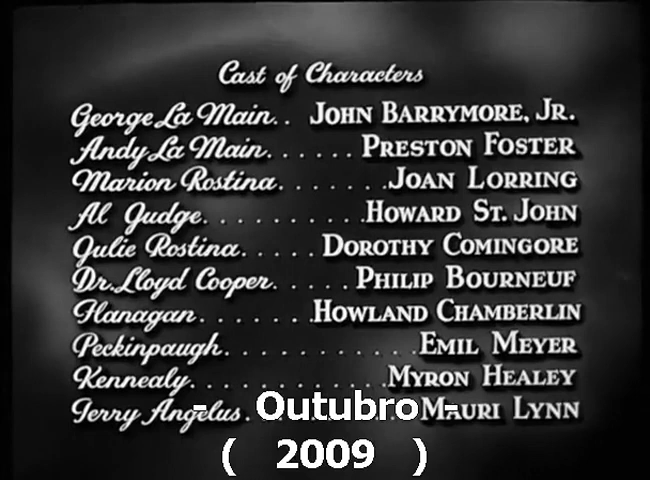 Cast of Characters
George La Main.. JOHN BARRYMORE, JR.
Andy La Main...... PRESTON FOSTER
Marion Rostina.......JOAN LORRING
Al Judge..........HOWARD ST. JOHN
Julie Rostina..... DOROTHY COMINGORE
Dr. Lloyd Cooper..... PHILIP BOURNEUF
Flanagan.......HOWLAND CHAMBERLIN
Peckinpaugh............EMIL MEYER
Kennealy............MYRON HEALEY
Terry Angelus. MAURI LYNN
- Outubro -
( 2009 )